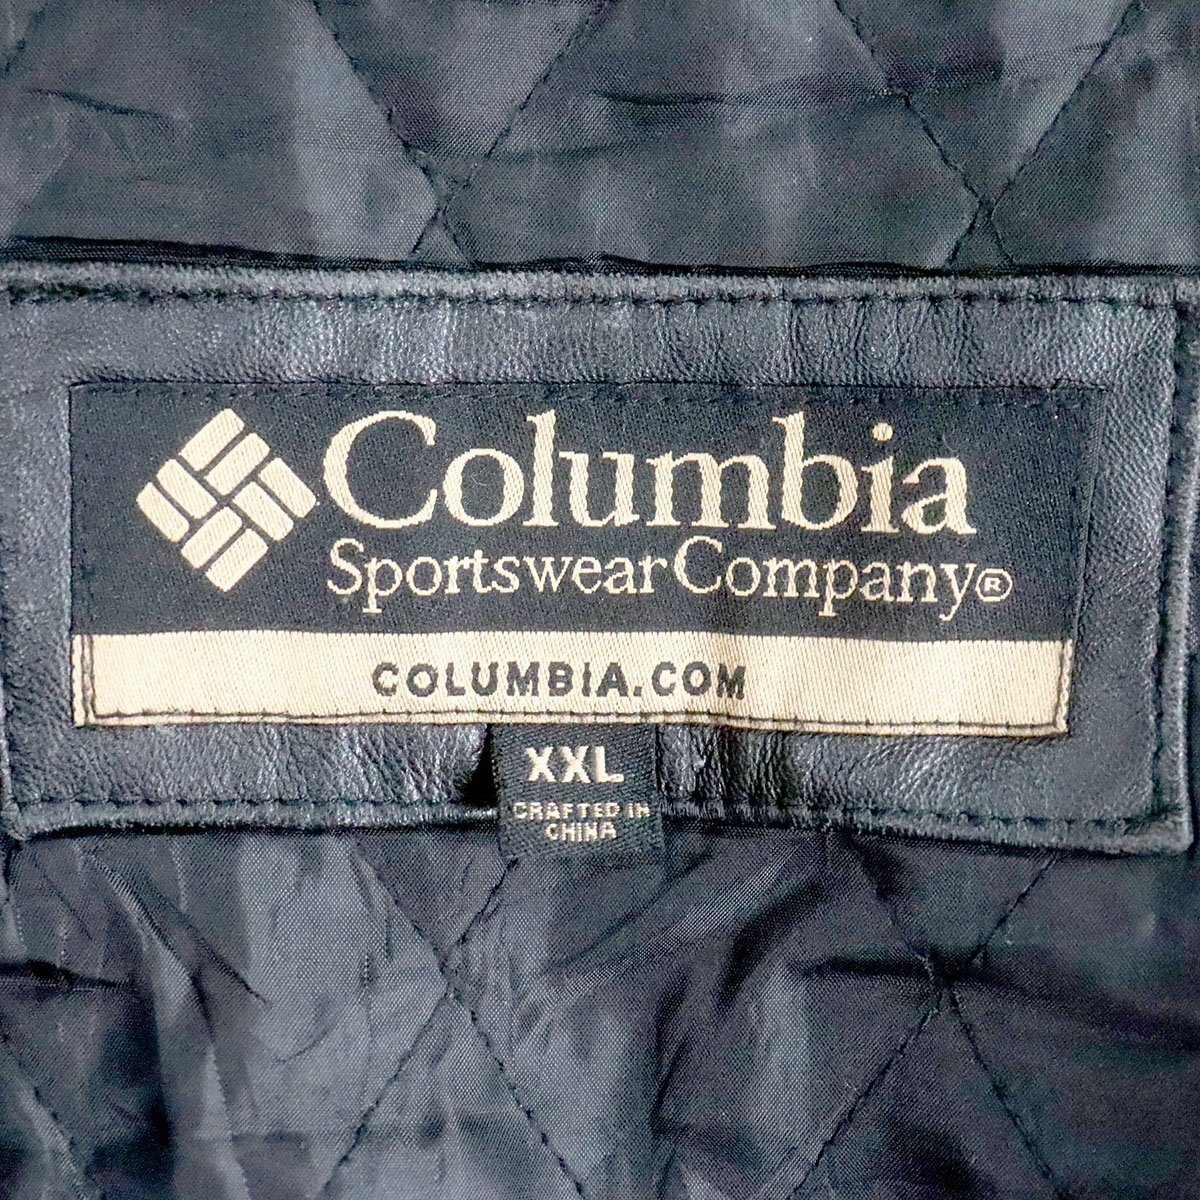 Columbia
Sportswear Company®
COLUMBIA.COM
XXL
CRAFTED IN
CHINA